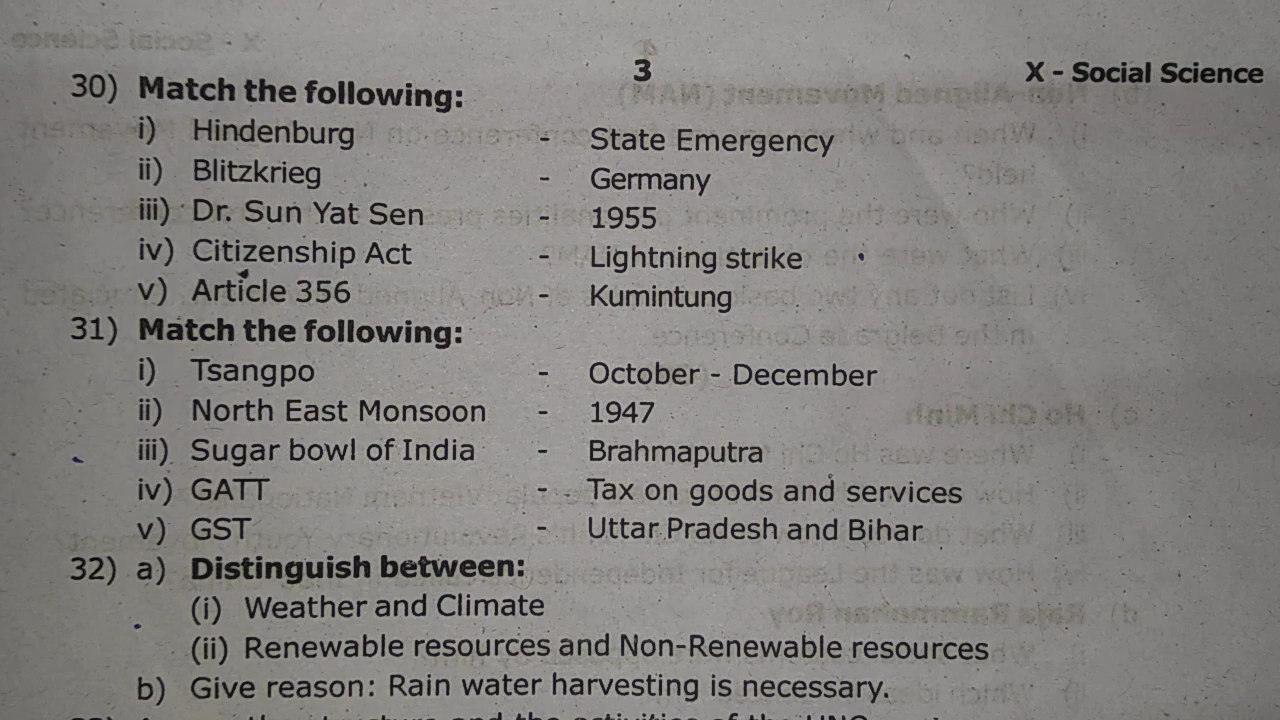 3
X - Social Science
30) Match the following:
i) Hindenburg - State Emergency
ii) Blitzkrieg - Germany
iii) Dr. Sun Yat Sen - 1955
iv) Citizenship Act - Lightning strike
v) Article 356 - Kumintung
31) Match the following:
i) Tsangpo - October - December
ii) North East Monsoon - 1947
iii) Sugar bowl of India - Brahmaputra
iv) GATT - Tax on goods and services
v) GST - Uttar Pradesh and Bihar
32) a) Distinguish between:
(i) Weather and Climate
(ii) Renewable resources and Non-Renewable resources
b) Give reason: Rain water harvesting is necessary.